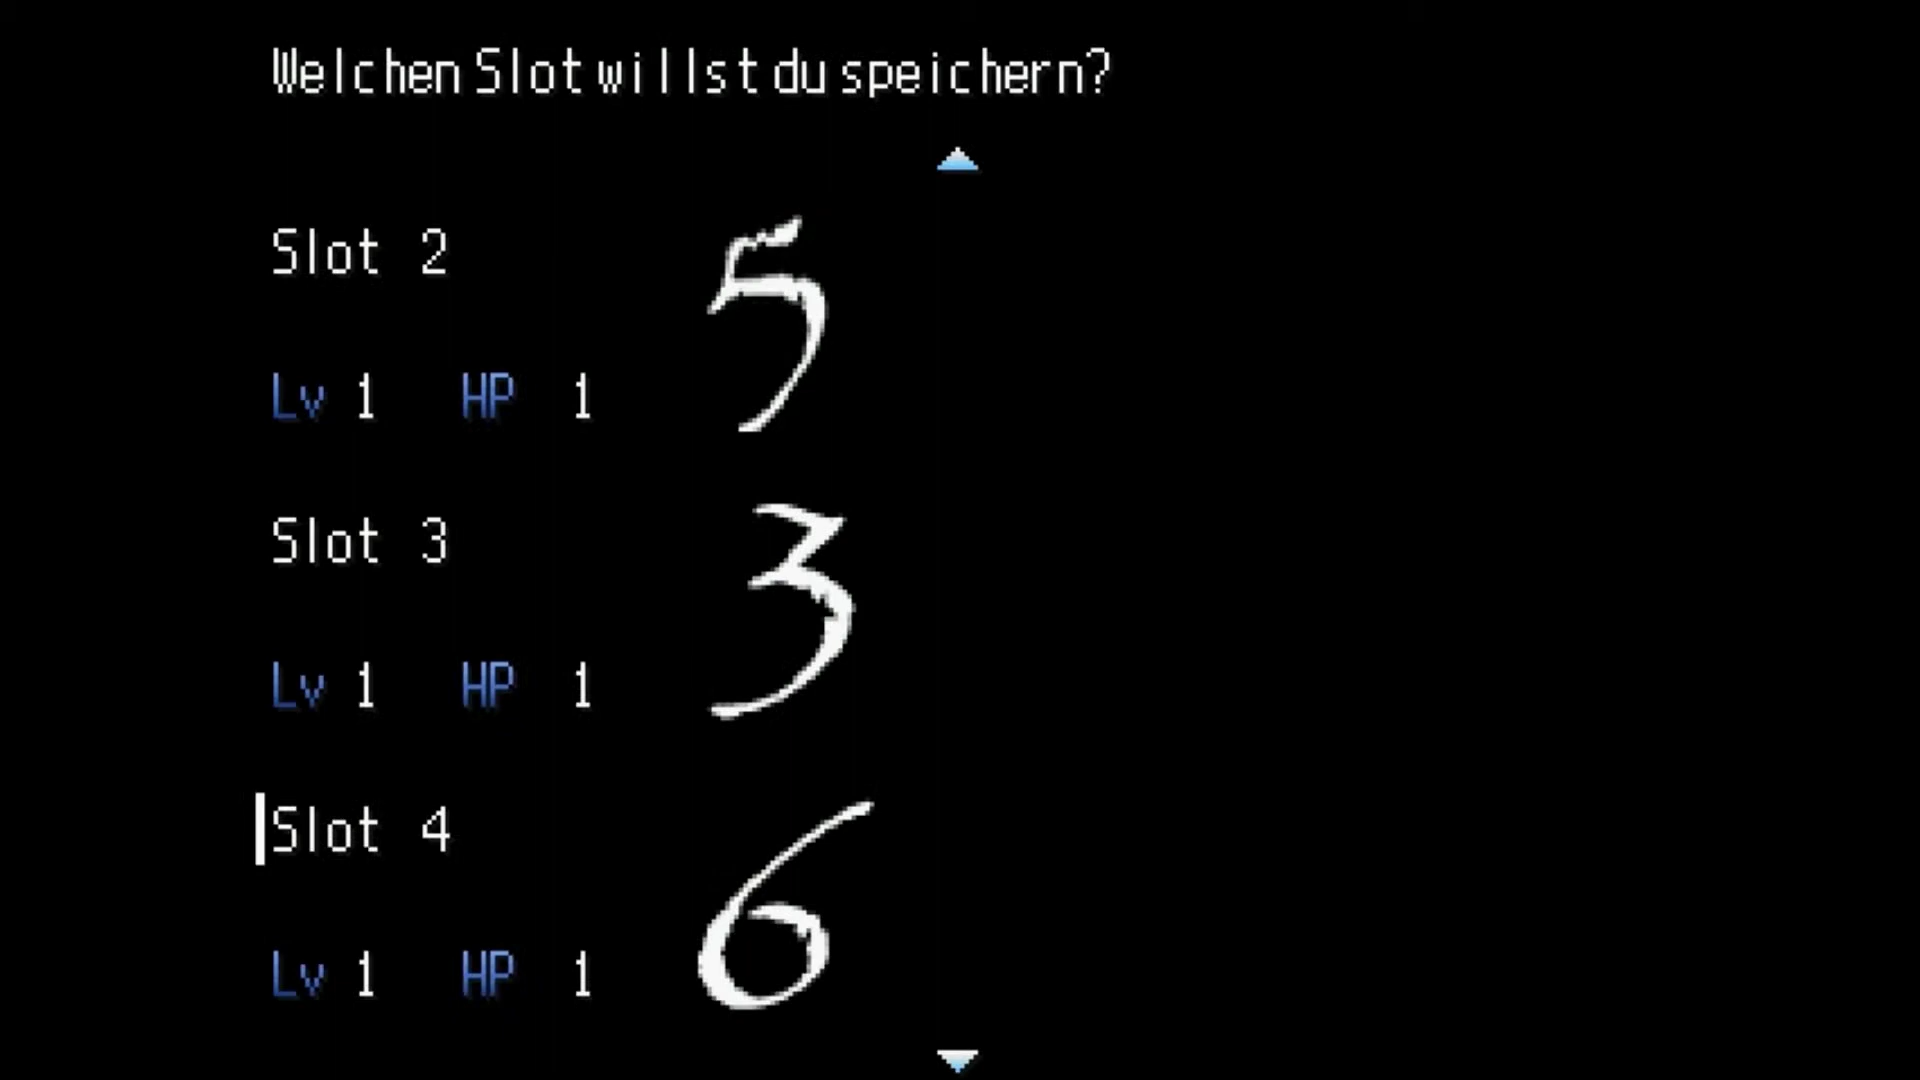 Welchen Slot willst du speichern?
Slot 2
5
Lv 1 HP 1
Slot 3
3
Lv 1 HP 1
Slot 4
6
Lv 1 HP 1